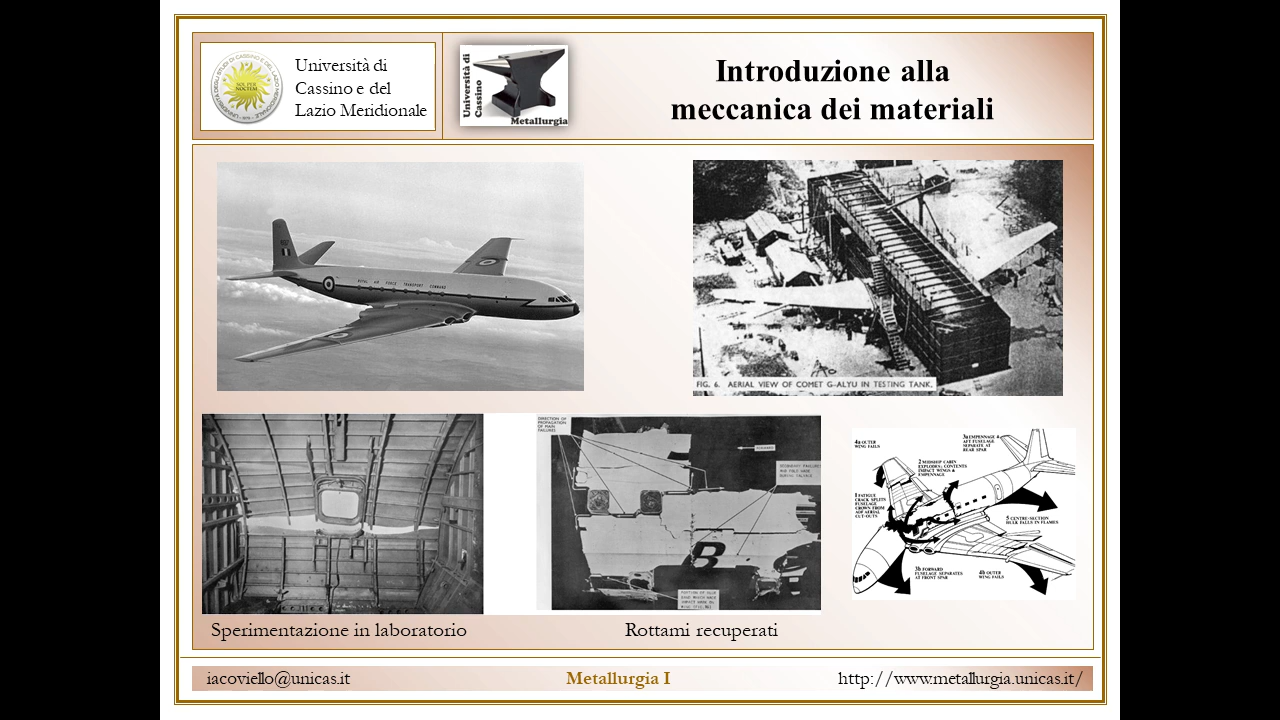 Università di
Cassino e del
Lazio Meridionale
Università di
Cassino
Metallurgia
Introduzione alla
meccanica dei materiali
ROYAL AIR FORCE TRANSPORT COMMAND
FIG. 6. AERIAL VIEW OF COMET G-ALYU IN TESTING TANK.
DIRECTION OF
PROPAGATION
OF MAIN
FAILURES
B
4a OUTER
WING FAILS
3a EMPENNAGE &
AFT FUSELAGE
SEPARATE AT
REAR SPAR
2 MIDSHIP CABIN
EXPLODES; CONTENTS
IMPACT WINGS &
EMPENNAGE
1 FATIGUE
CRACK SPLITS
FUSELAGE
CROWN FROM
ADF AERIAL
CUT-OUTS
5 CENTRE-SECTION
HULK FALLS IN FLAMES
3b FORWARD
FUSELAGE SEPARATES
AT FRONT SPAR
4b OUTER
WING FAILS
Sperimentazione in laboratorio
Rottami recuperati
iacoviello@unicas.it
Metallurgia I
http://www.metallurgia.unicas.it/